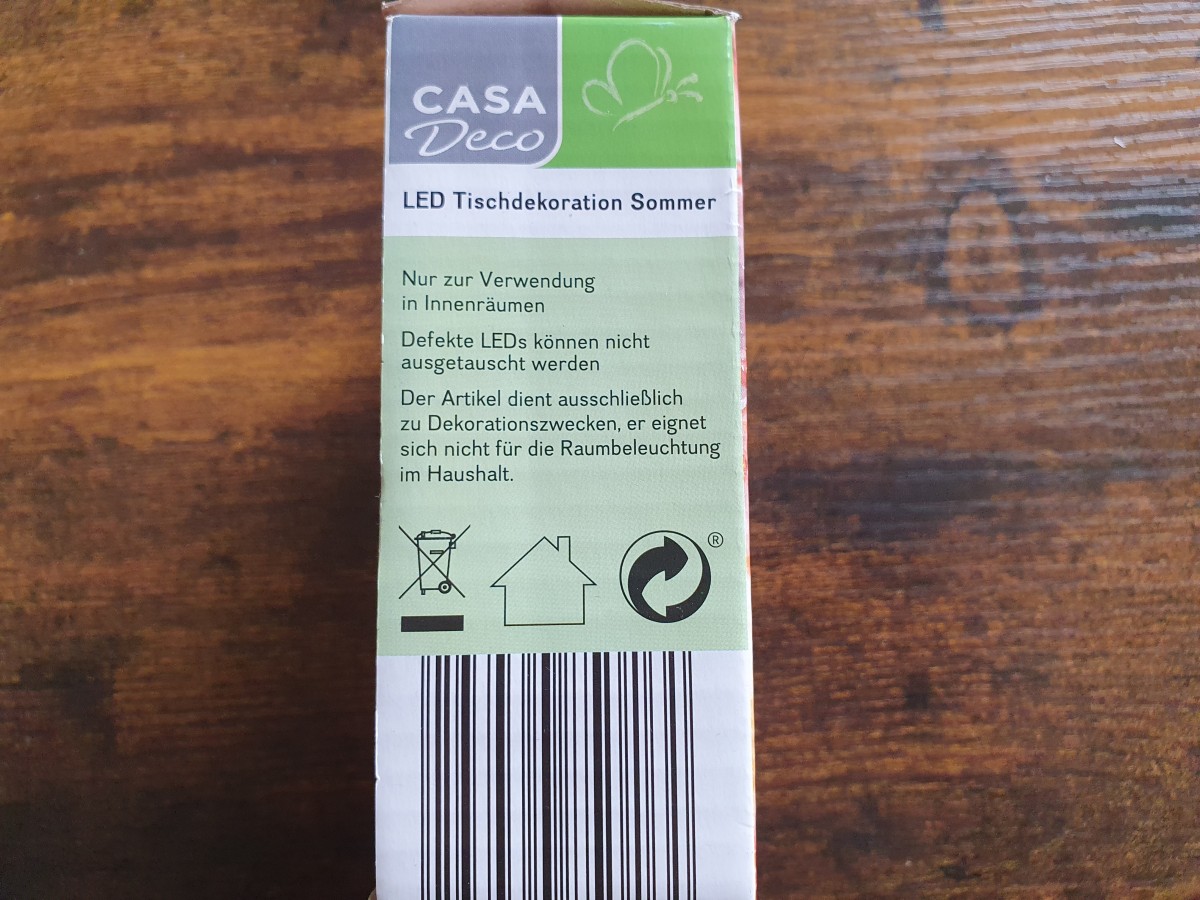 CASA
Deco
LED Tischdekoration Sommer
Nur zur Verwendung
in Innenräumen
Defekte LEDs können nicht
ausgetauscht werden
Der Artikel dient ausschließlich
zu Dekorationszwecken, er eignet
sich nicht für die Raumbeleuchtung
im Haushalt.
®